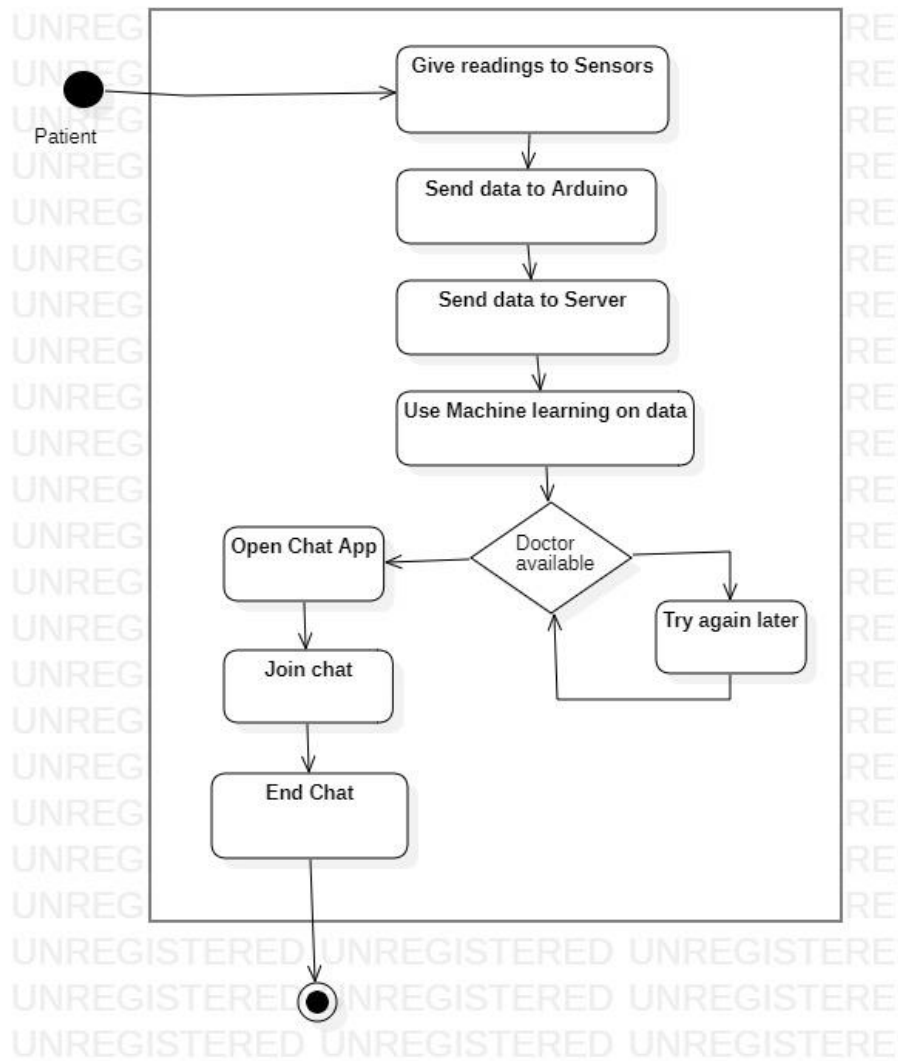 Patient
Give readings to Sensors
Send data to Arduino
Send data to Server
Use Machine learning on data
Doctor
available
Open Chat App
Try again later
Join chat
End Chat
UNREGISTERED UNREGISTERED UNREGISTERE
UNREGISTERED UNREGISTERED UNREGISTERE
UNREGISTERED UNREGISTERED UNREGISTERE